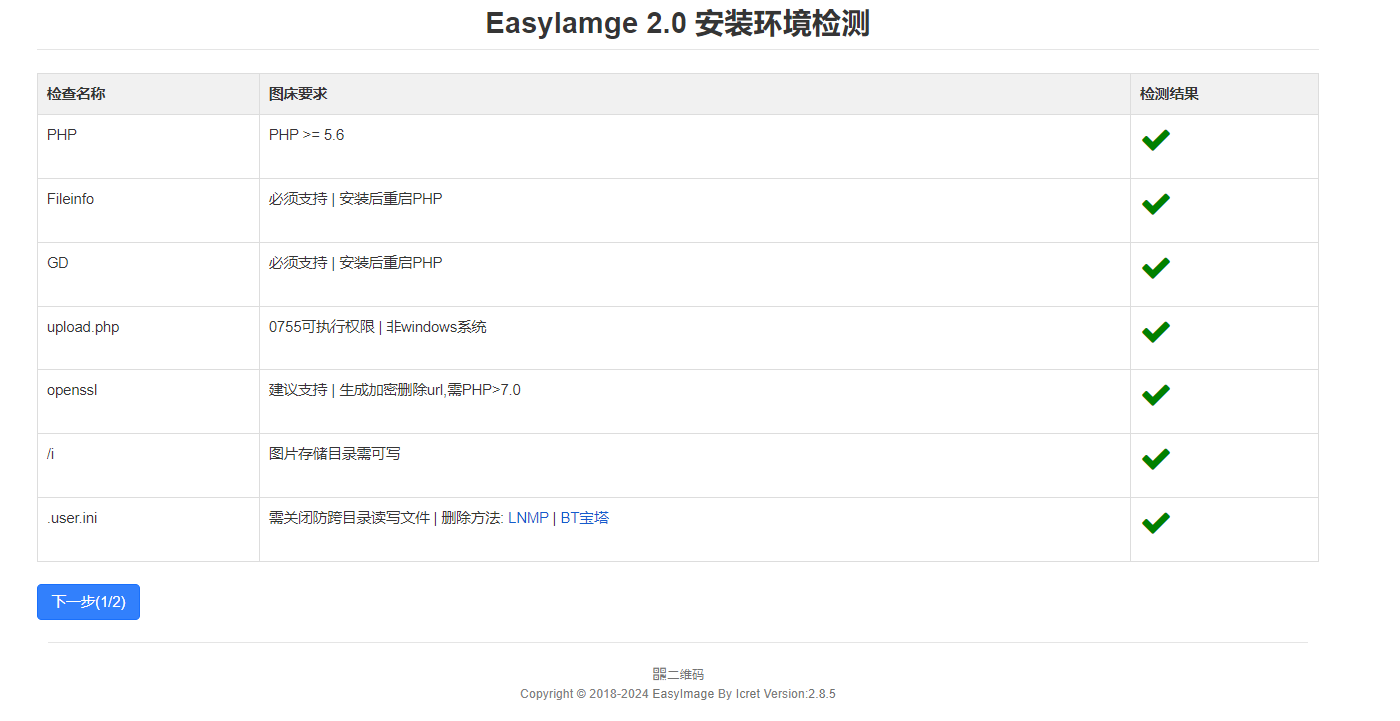 EasyIamge 2.0 安装环境检测
检查名称 图床要求 检测结果
PHP PHP >= 5.6
Fileinfo 必须支持 | 安装后重启PHP
GD 必须支持 | 安装后重启PHP
upload.php 0755可执行权限 | 非windows系统
openssl 建议支持 | 生成加密删除url,需PHP>7.0
/i 图片存储目录需可写
.user.ini 需关闭防跨目录读写文件 | 删除方法: LNMP | BT宝塔
下一步(1/2)
二维码
Copyright © 2018-2024 EasyImage By Icret Version:2.8.5